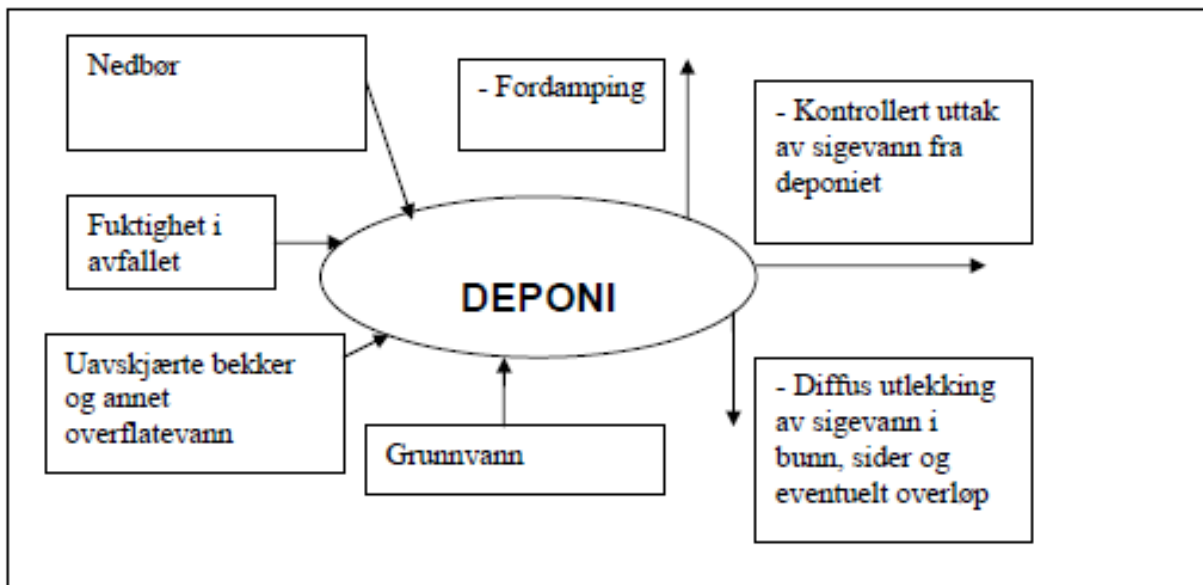 Nedbør
- Fordamping
- Kontrollert uttak
av sigevann fra
deponiet
Fuktighet i
avfallet
DEPONI
Uavskjærte bekker
og annet
overflatevann
Grunnvann
- Diffus utlekking
av sigevann i
bunn, sider og
eventuelt overløp